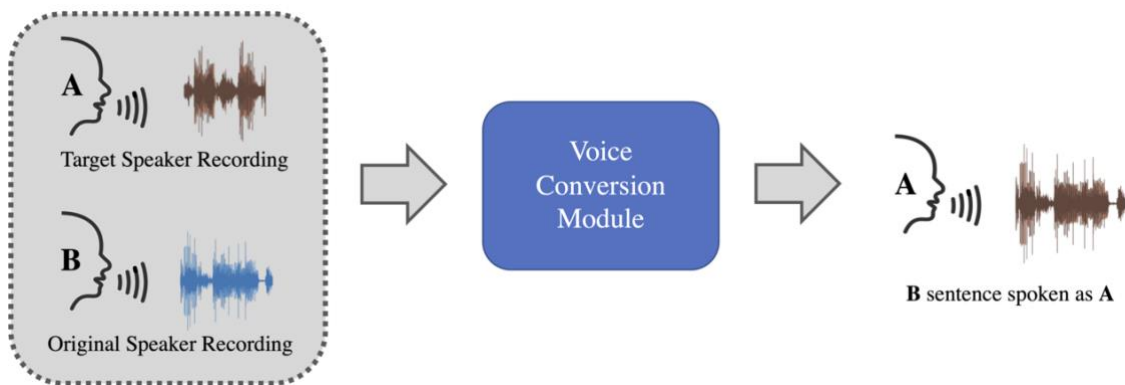 A
Target Speaker Recording
B
Original Speaker Recording
Voice
Conversion
Module
A
B sentence spoken as A